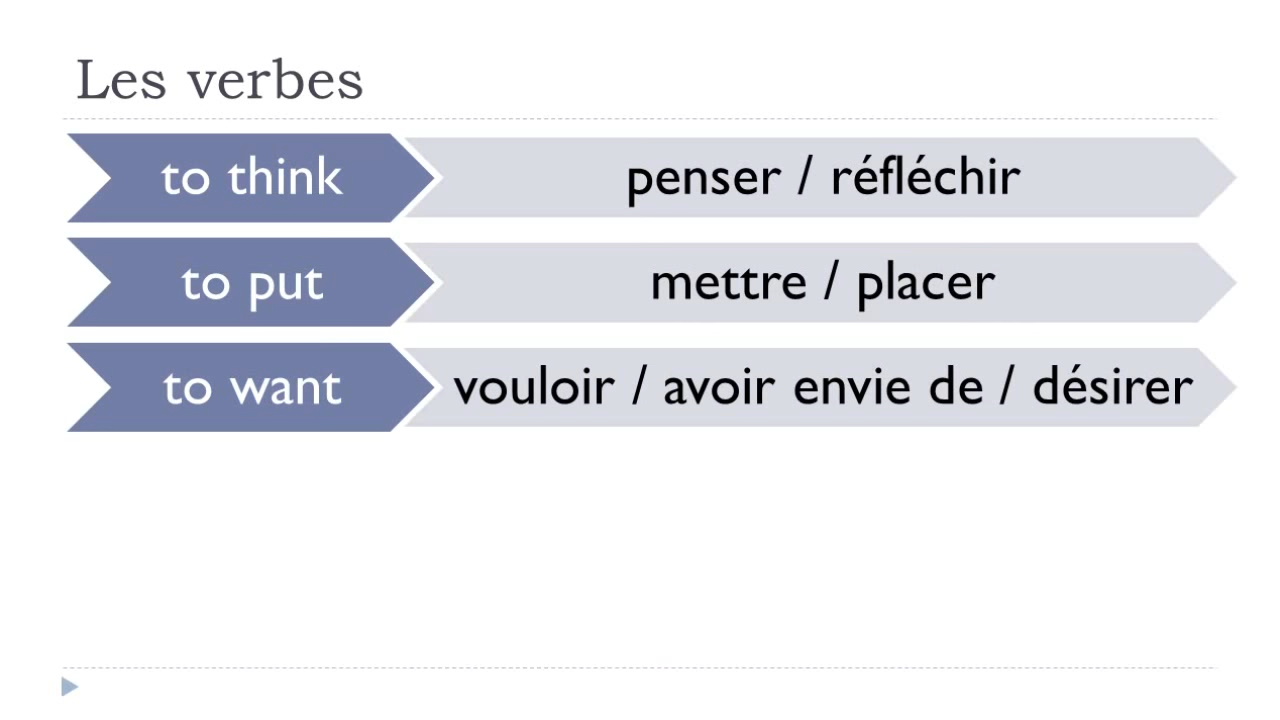 Les verbes
to think penser / réfléchir
to put mettre / placer
to want vouloir / avoir envie de / désirer